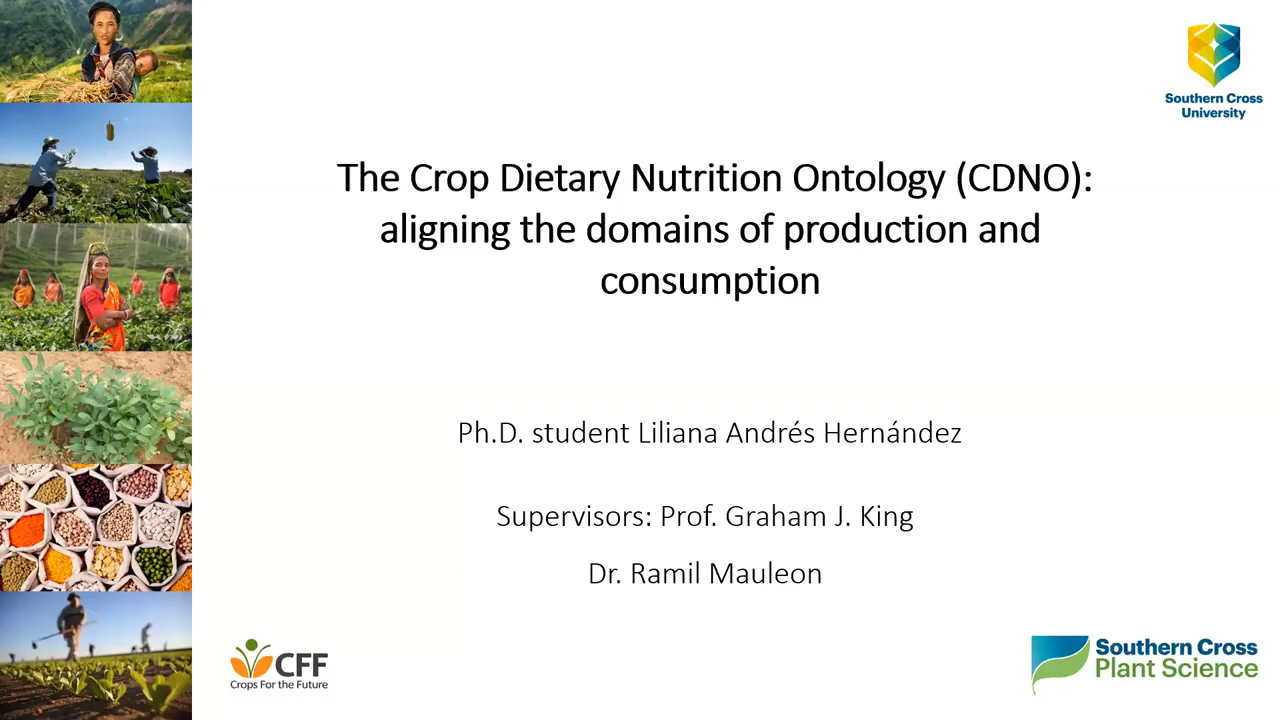 Southern Cross
University
The Crop Dietary Nutrition Ontology (CDNO):
aligning the domains of production and
consumption
Ph.D. student Liliana Andrés Hernández
Supervisors: Prof. Graham J. King
Dr. Ramil Mauleon
CFF
Crops For the Future
Southern Cross
Plant Science